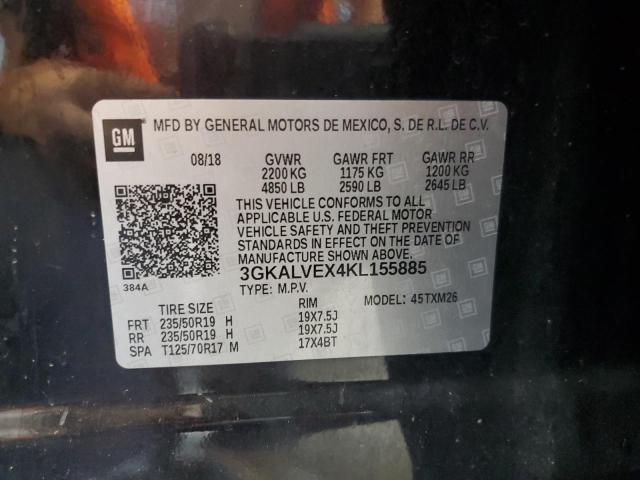 GM MFD BY GENERAL MOTORS DE MEXICO, S. DE R.L. DE C.V.
08/18 GVWR GAWR FRT GAWR RR
2200 KG 1175 KG 1200 KG
4850 LB 2590 LB 2645 LB
THIS VEHICLE CONFORMS TO ALL
APPLICABLE U.S. FEDERAL MOTOR
VEHICLE SAFETY AND THEFT PREVENTION
STANDARDS IN EFFECT ON THE DATE OF
MANUFACTURE SHOWN ABOVE.
384A 3GKALVEX4KL155885
TYPE: M.P.V. MODEL: 45TXM26
TIRE SIZE RIM
FRT 235/50R19 H 19X7.5J
RR 235/50R19 H 19X7.5J
SPA T125/70R17 M 17X4BT